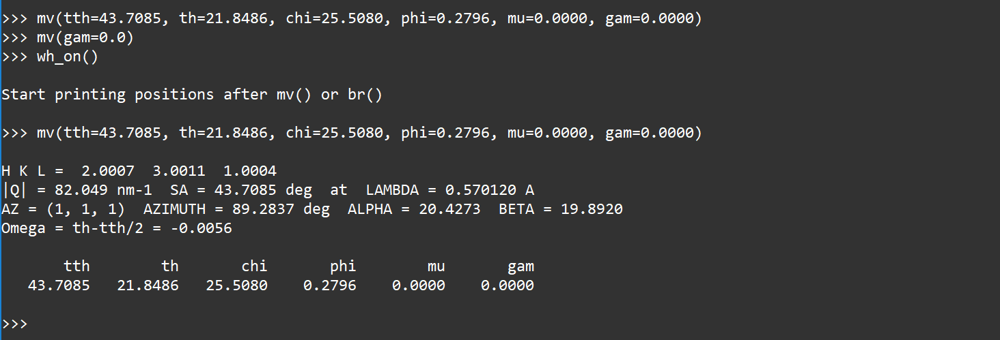 >>> mv(tth=43.7085, th=21.8486, chi=25.5080, phi=0.2796, mu=0.0000, gam=0.0000)
>>> mv(gam=0.0)
>>> wh_on()
Start printing positions after mv() or br()
>>> mv(tth=43.7085, th=21.8486, chi=25.5080, phi=0.2796, mu=0.0000, gam=0.0000)
H K L =  2.0007  3.0011  1.0004
|Q| = 82.049 nm-1  SA = 43.7085 deg  at  LAMBDA = 0.570120 A
AZ = (1, 1, 1)  AZIMUTH = 89.2837 deg  ALPHA = 20.4273  BETA = 19.8920
Omega = th-tth/2 = -0.0056
       tth        th       chi       phi        mu       gam
   43.7085   21.8486   25.5080    0.2796    0.0000    0.0000
>>>